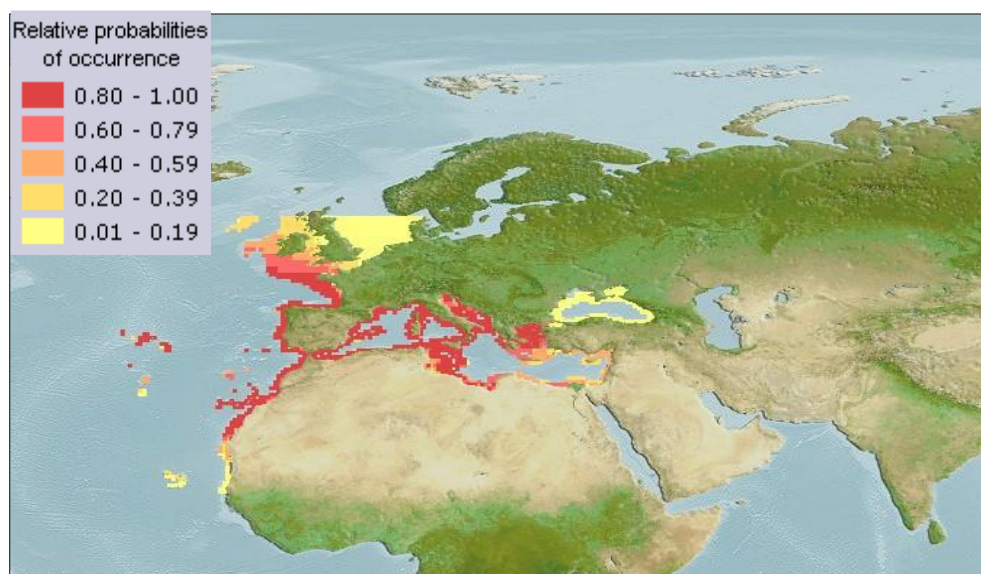 Relative probabilities
of occurrence
0.80 - 1.00
0.60 - 0.79
0.40 - 0.59
0.20 - 0.39
0.01 - 0.19